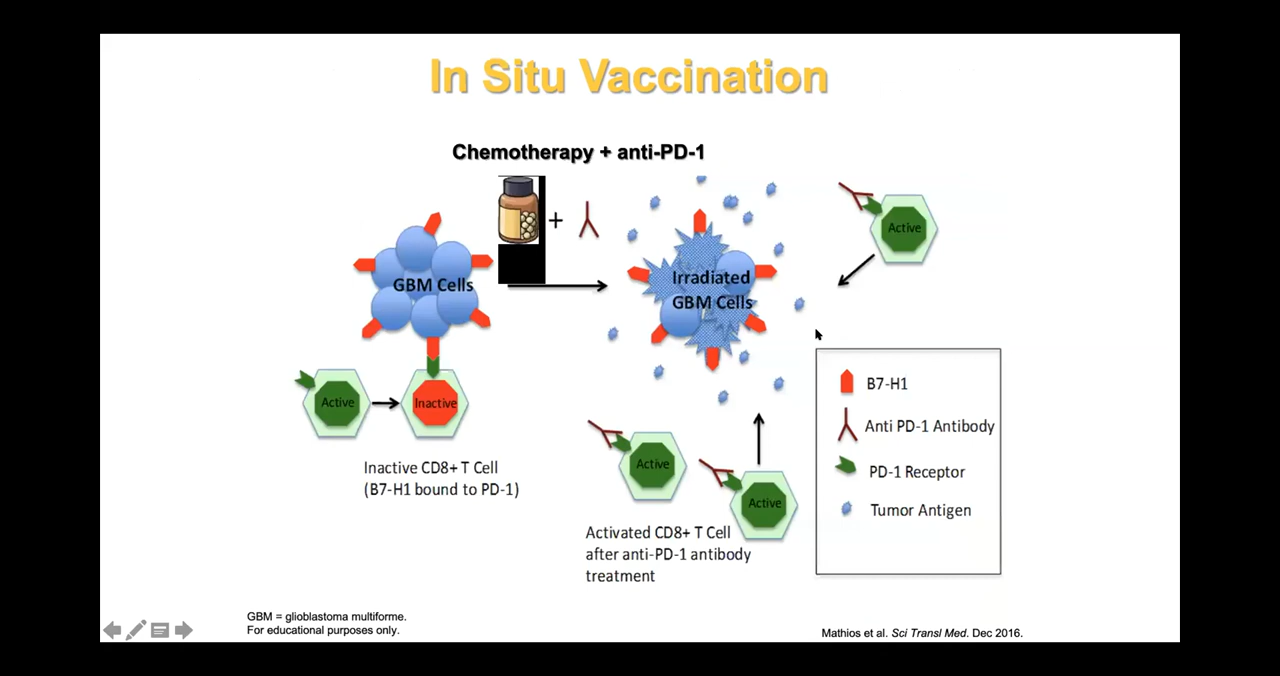 In Situ Vaccination
Chemotherapy + anti-PD-1
+
GBM Cells
Irradiated
GBM Cells
Active
Active
Inactive
Inactive CD8+ T Cell
(B7-H1 bound to PD-1)
Active
Active
Activated CD8+ T Cell
after anti-PD-1 antibody
treatment
B7-H1
Anti PD-1 Antibody
PD-1 Receptor
Tumor Antigen
GBM = glioblastoma multiforme.
For educational purposes only.
Mathios et al. Sci Transl Med. Dec 2016.